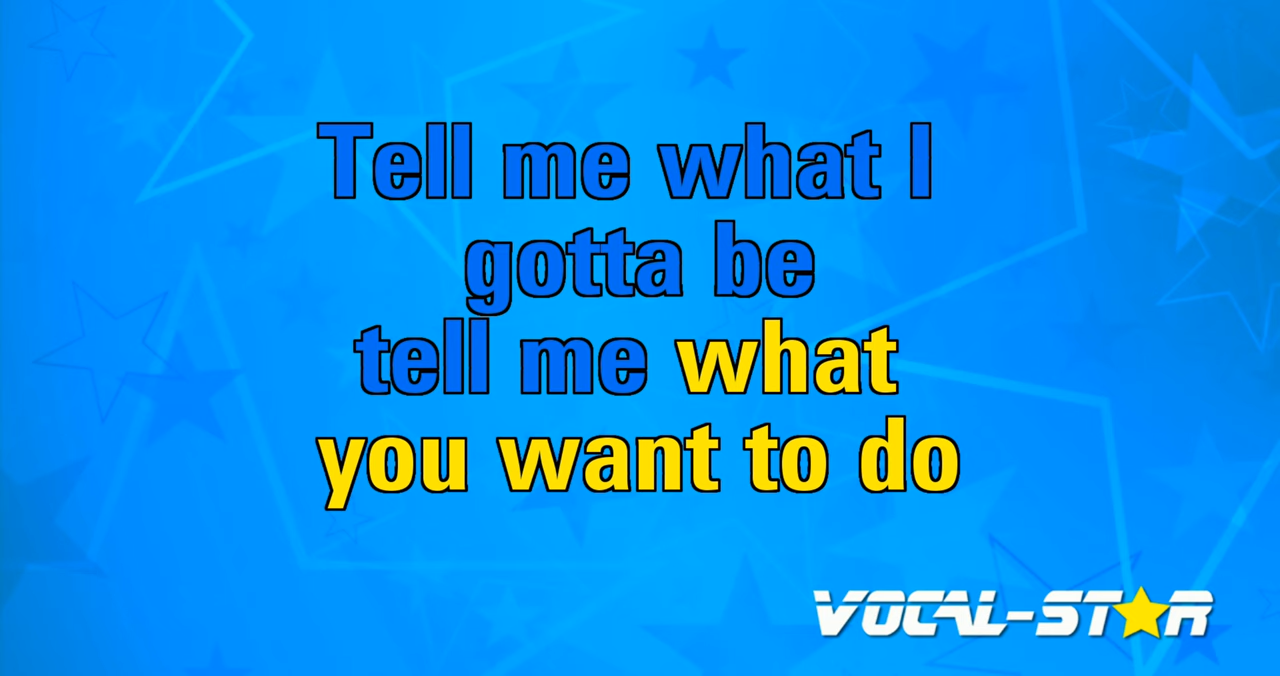 Tell me what I
gotta be
tell me what
you want to do
VOCAL-STAR